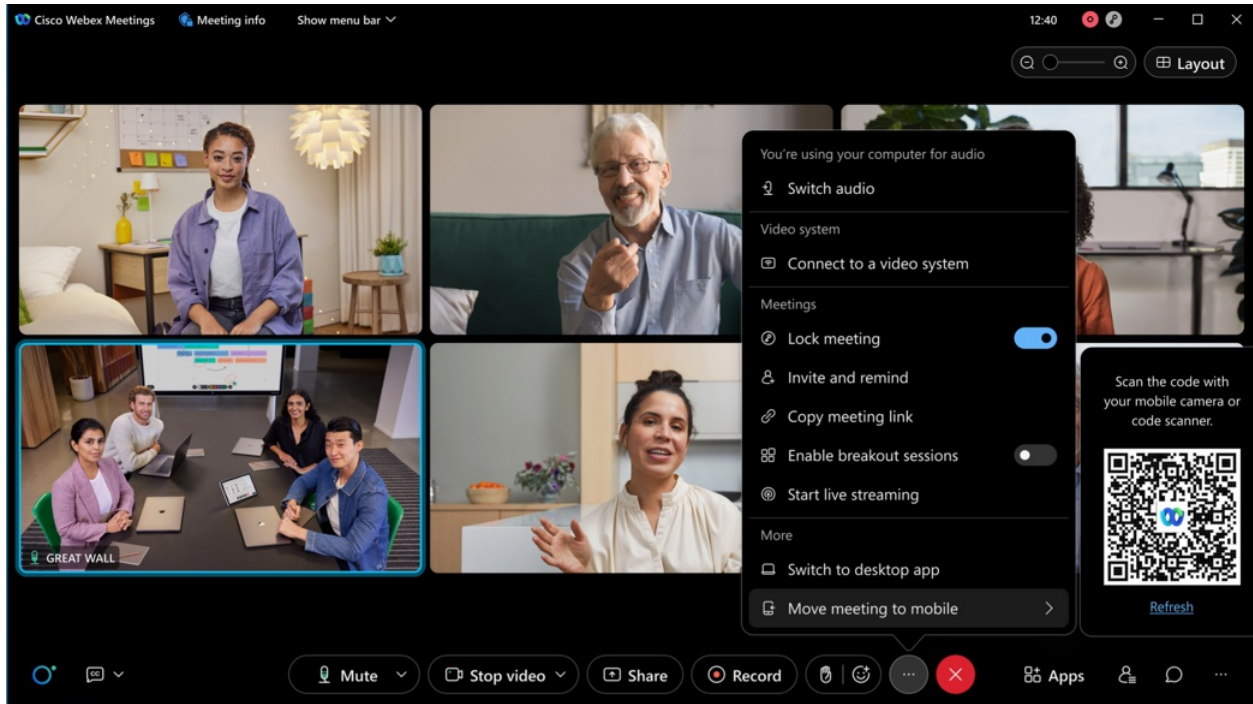 Cisco Webex Meetings
Meeting info
Show menu bar
12:40
Layout
You're using your computer for audio
Switch audio
Video system
Connect to a video system
Meetings
Lock meeting
Invite and remind
Copy meeting link
Enable breakout sessions
Start live streaming
More
Switch to desktop app
Move meeting to mobile
Scan the code with
your mobile camera or
code scanner.
Refresh
GREAT WALL
CC
Mute
Stop video
Share
Record
Apps